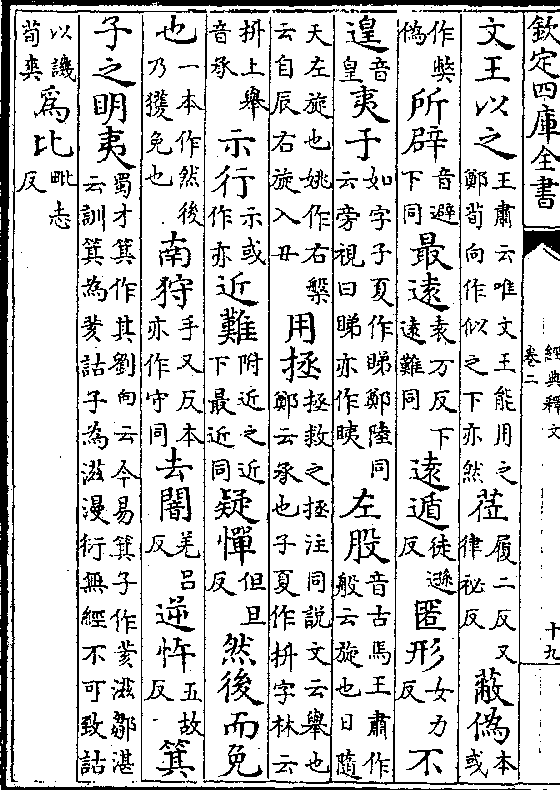 欽定四庫全書
經典釋文
卷二
十九
文王以之王肅云唯文王能用之鄭荀向作似之下亦然莅履二反又律祕反蔽偽本或
作弊偽所辟音避下同最逺袁万反下逺難同逺遁徒遜反匿形女力反不
遑音皇夷于如字子夏作睇鄭陸同云旁視曰睇亦作眱左股音古馬王肅作般云旋也日隨
天左旋也姚作右槃云自辰右旋入丑用拯拯救之拯注同說文云舉也鄭云承也子夏作抍字林云
抍上舉音承示行示或作亦近難附近之近下最近同疑憚但旦反然後而免
也一本作然後乃獲免也南狩手又反本亦作守同去闇羌呂反逆忤五故反箕
子之明夷蜀才箕作其劉向云今易箕子作荄滋鄒湛云訓箕為荄詁子為滋漫衍無經不可致詰
以譏荀爽為比毗志反